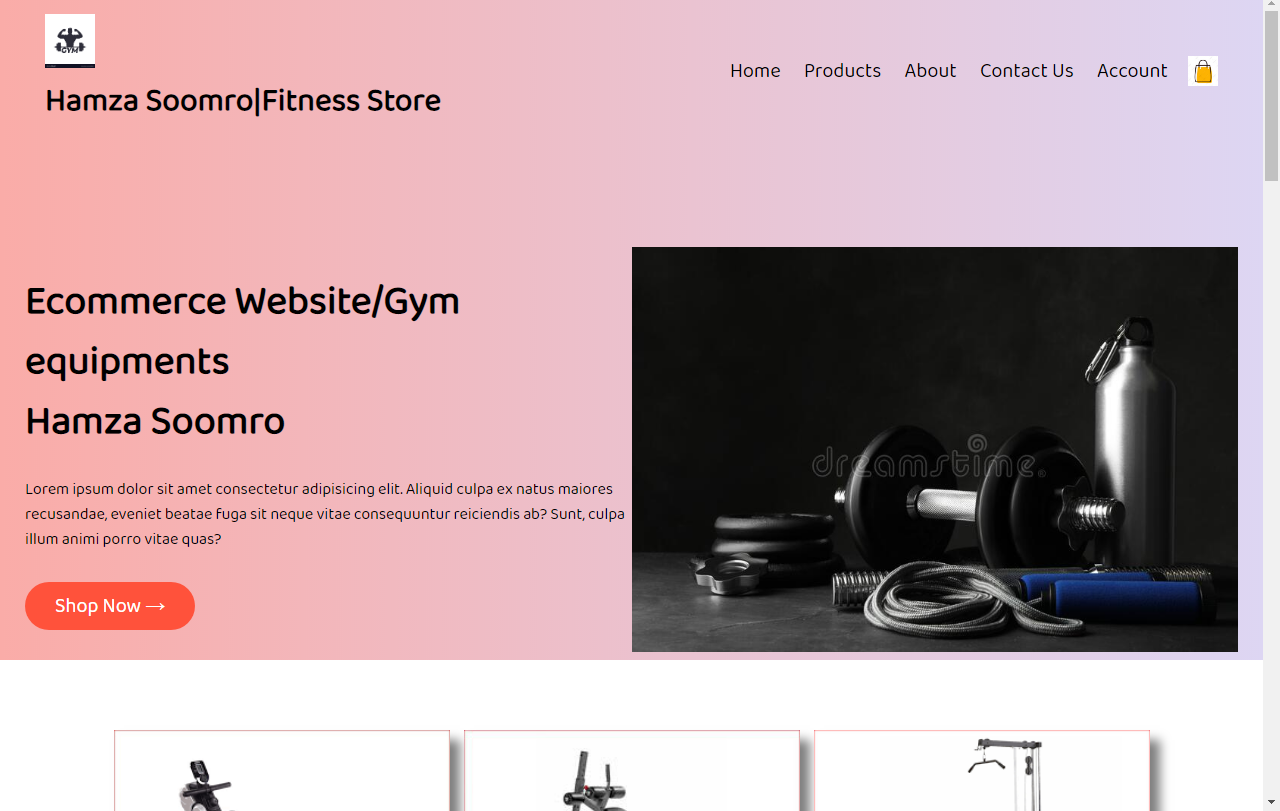 GYM
Home Products About Contact Us Account
Hamza Soomro|Fitness Store
Ecommerce Website/Gym
equipments
Hamza Soomro
Lorem ipsum dolor sit amet consectetur adipisicing elit. Aliquid culpa ex natus maiores
recusandae, eveniet beatae fuga sit neque vitae consequuntur reiciendis ab? Sunt, culpa
illum animi porro vitae quas?
Shop Now →
dreamstime.